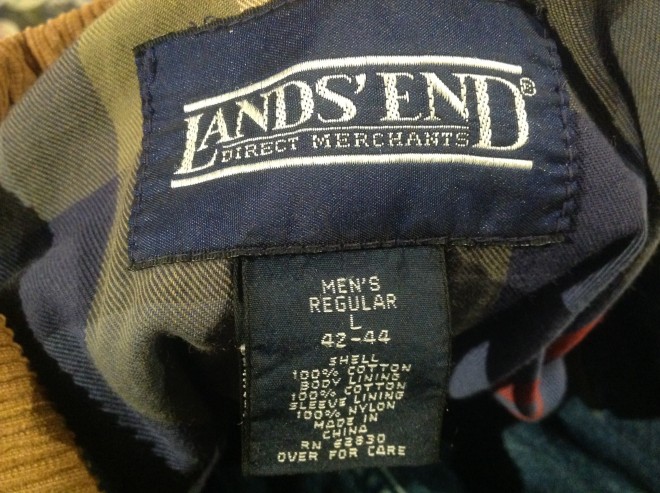 LANDS' END®
DIRECT MERCHANTS
MEN'S
REGULAR
L
42-44
SHELL
100% COTTON
BODY LINING
100% COTTON
SLEEVE LINING
100% NYLON
MADE IN
CHINA
RN 62830
OVER FOR CARE